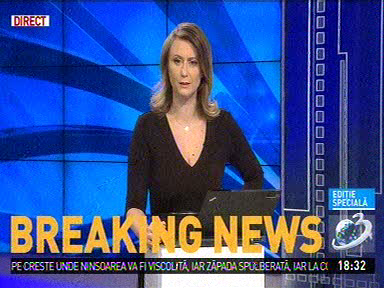 DIRECT
EDIȚIE
SPECIALĂ
BREAKING NEWS
3
PE CRESTE UNDE NINSOAREA VA FI VISCOLITĂ, IAR ZĂPADA SPULBERATĂ, IAR LA
18:32